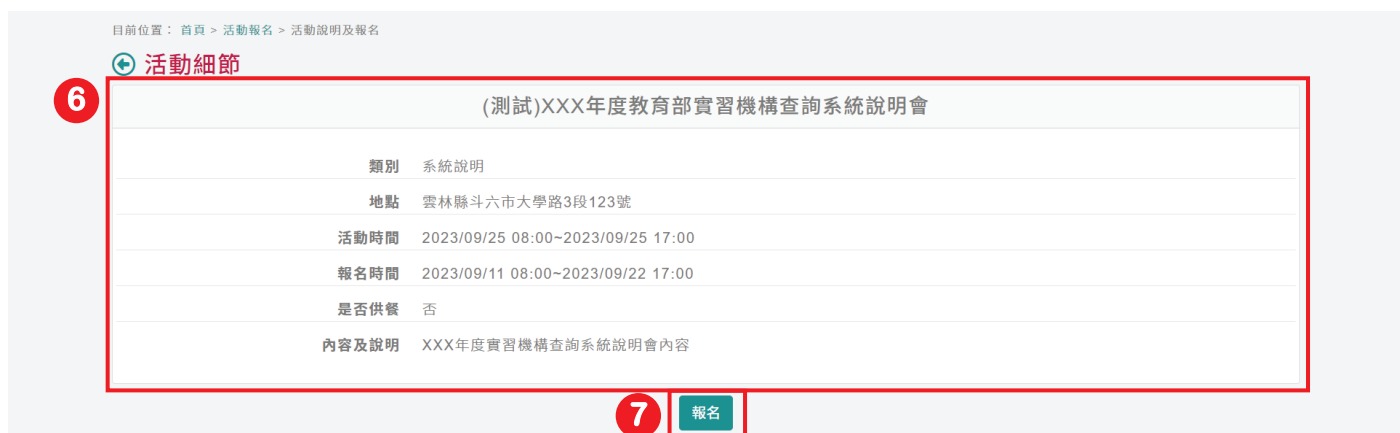 目前位置： 首頁 > 活動報名 > 活動說明及報名
活動細節
6
(測試)XXX年度教育部實習機構查詢系統說明會
類別 系統說明
地點 雲林縣斗六市大學路3段123號
活動時間 2023/09/25 08:00~2023/09/25 17:00
報名時間 2023/09/11 08:00~2023/09/22 17:00
是否供餐 否
內容及說明 XXX年度實習機構查詢系統說明會內容
7 報名